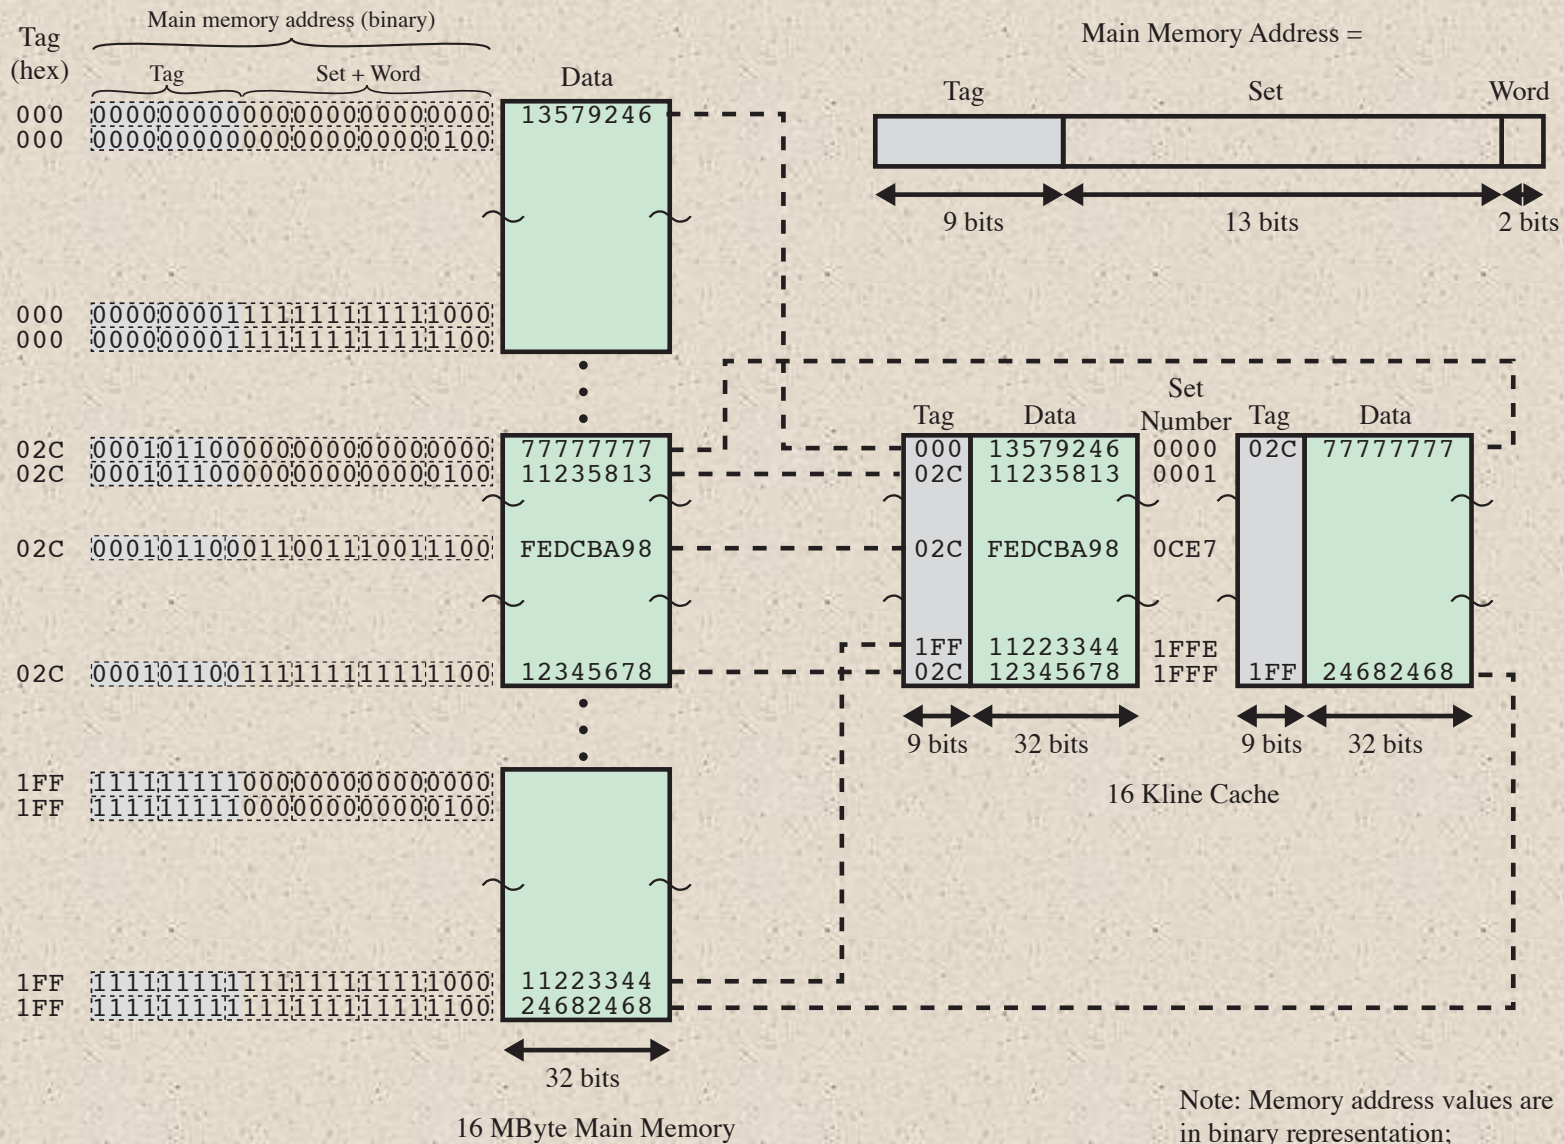 Main memory address (binary)
Tag
(hex)
Tag
Set + Word
Data
000 000000000000000000000000 13579246
000 000000000000000000000100
000 000000001111111111111000
000 000000001111111111111100
02C 000101100000000000000000 77777777
02C 000101100000000000000100 11235813
02C 000101100011001110011100 FEDCBA98
02C 000101100111111111111100 12345678
1FF 111111111000000000000000
1FF 111111111000000000000100
1FF 111111111111111111111000 11223344
1FF 111111111111111111111100 24682468
32 bits
16 MByte Main Memory
Main Memory Address =
Tag Set Word
9 bits 13 bits 2 bits
Set
Tag Data Number Tag Data
000 13579246 0000 02C 77777777
02C 11235813 0001
02C FEDCBA98 0CE7
1FF 11223344 1FFE
02C 12345678 1FFF 1FF 24682468
9 bits 32 bits 9 bits 32 bits
16 Kline Cache
Note: Memory address values are
in binary representation;